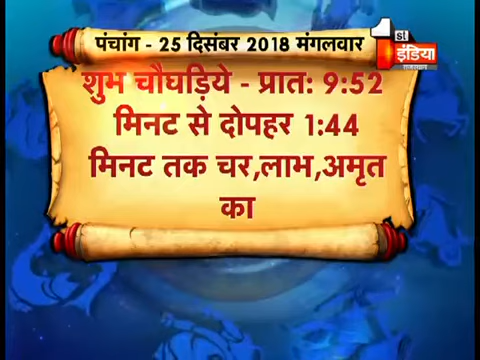 पंचांग - 25 दिसंबर 2018 मंगलवार
1st
इंडिया
शुभ चौघड़िये - प्रात: 9:52
मिनट से दोपहर 1:44
मिनट तक चर,लाभ,अमृत
का